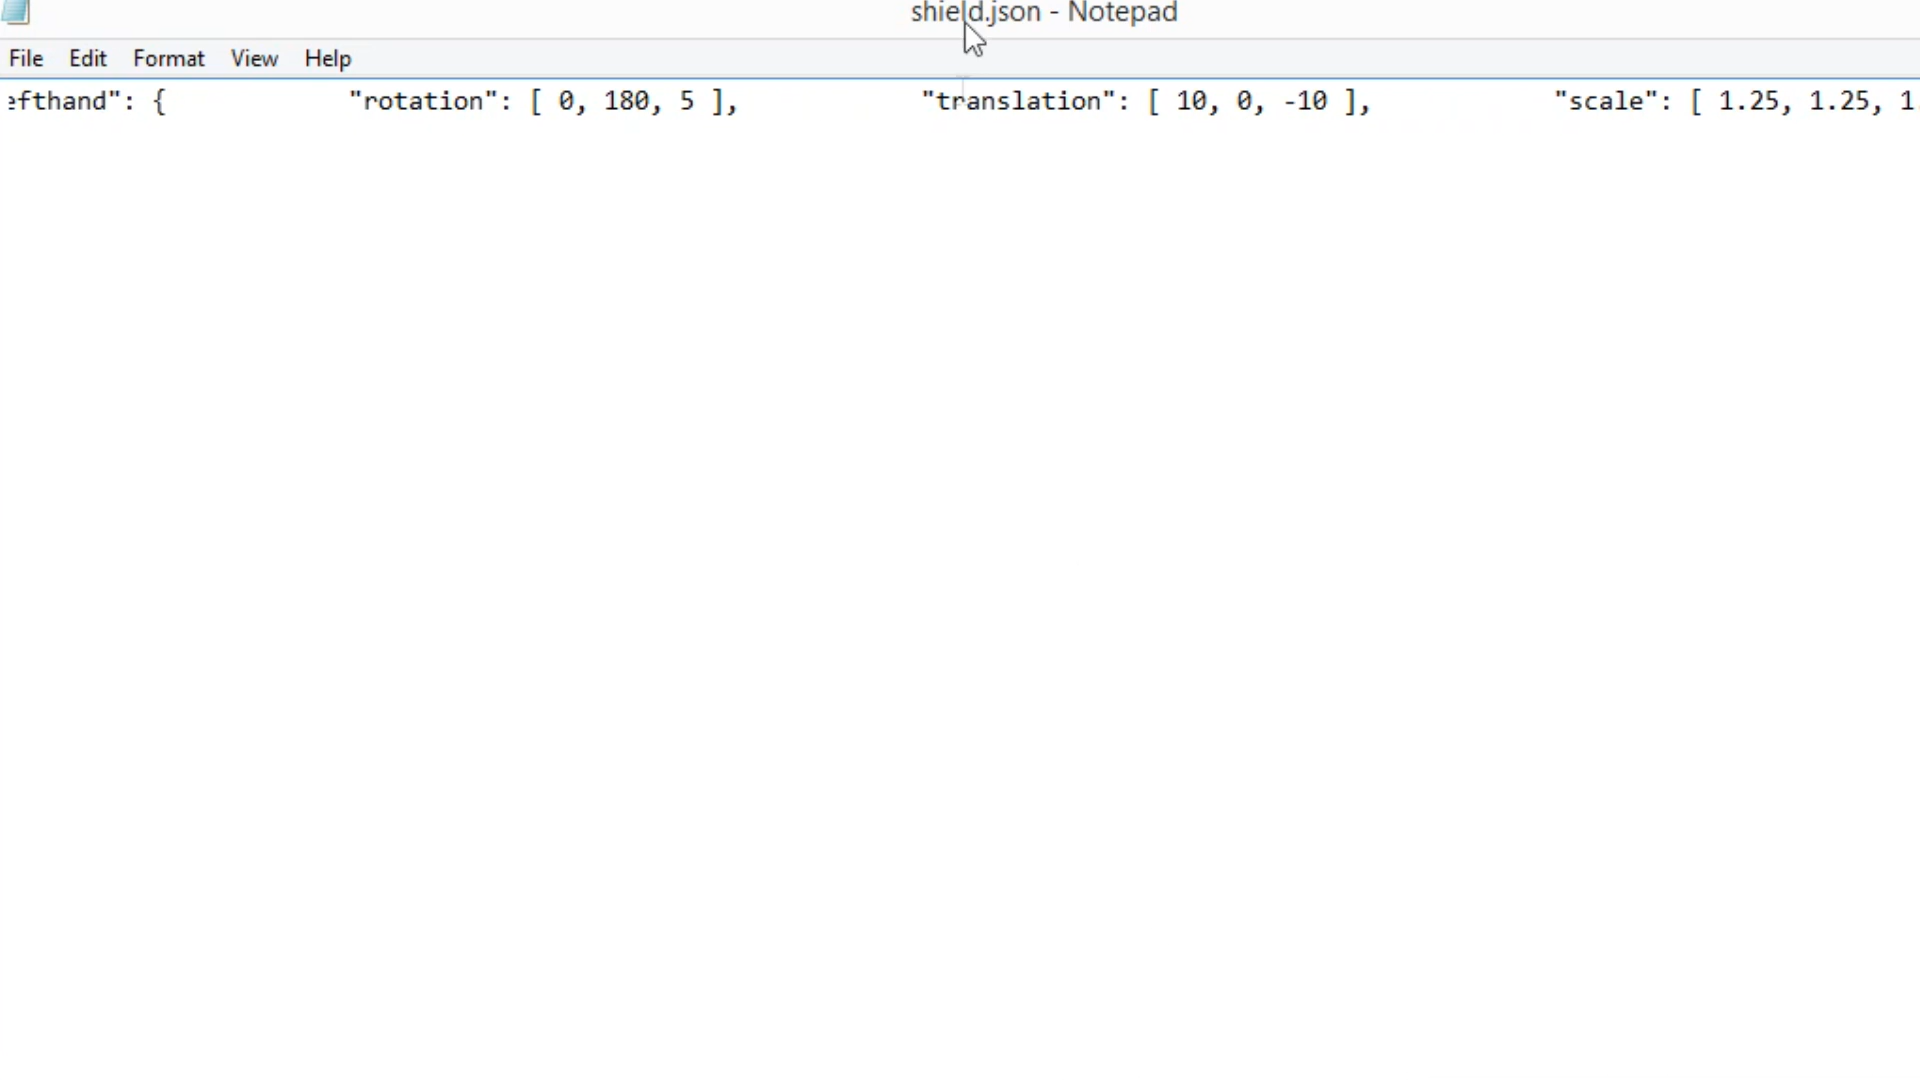 shield.json - Notepad
File Edit Format View Help
efthand": { "rotation": [ 0, 180, 5 ], "translation": [ 10, 0, -10 ], "scale": [ 1.25, 1.25, 1.